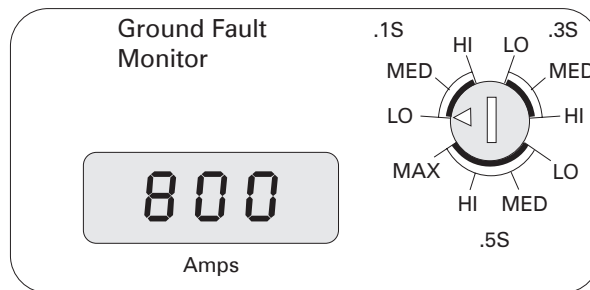 Ground Fault
Monitor
.1S
HI
LO
.3S
MED
MED
LO
HI
MAX
LO
HI
MED
.5S
800
Amps